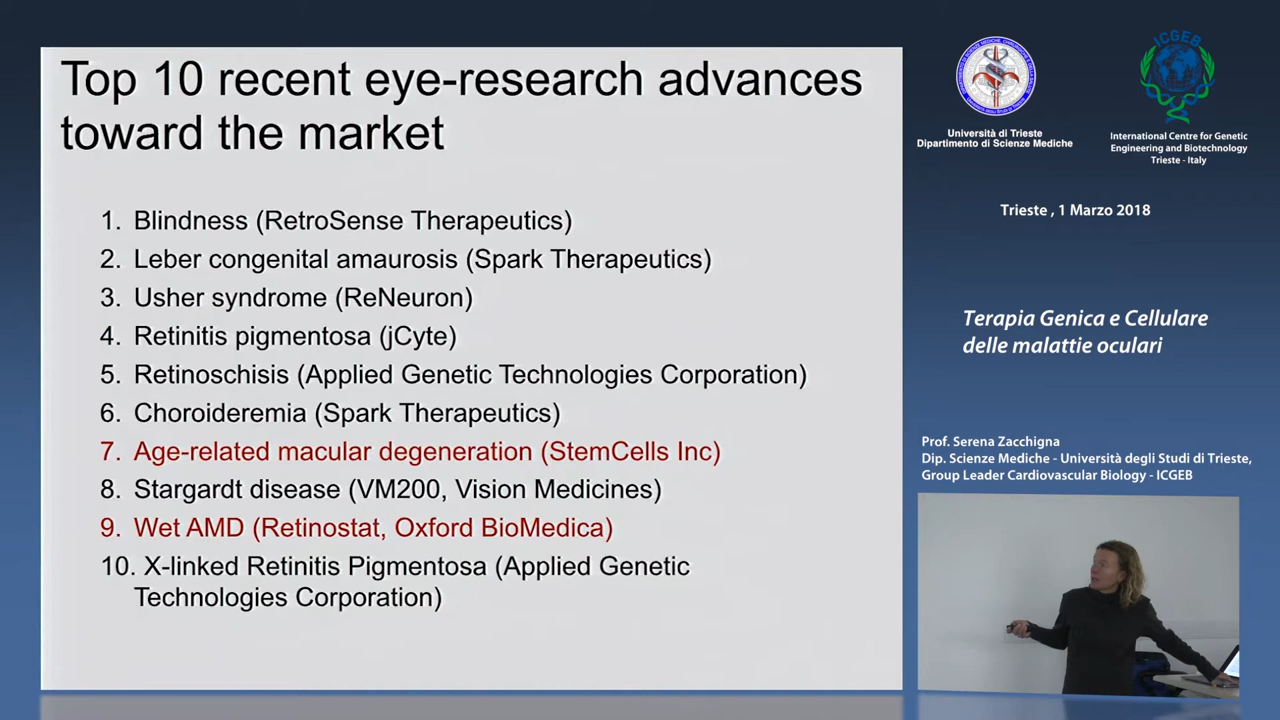 Top 10 recent eye-research advances
toward the market
1. Blindness (RetroSense Therapeutics)
2. Leber congenital amaurosis (Spark Therapeutics)
3. Usher syndrome (ReNeuron)
4. Retinitis pigmentosa (jCyte)
5. Retinoschisis (Applied Genetic Technologies Corporation)
6. Choroideremia (Spark Therapeutics)
7. Age-related macular degeneration (StemCells Inc)
8. Stargardt disease (VM200, Vision Medicines)
9. Wet AMD (Retinostat, Oxford BioMedica)
10. X-linked Retinitis Pigmentosa (Applied Genetic
Technologies Corporation)
Università di Trieste
Dipartimento di Scienze Mediche
ICGEB
International Centre for Genetic
Engineering and Biotechnology
Trieste - Italy
Trieste , 1 Marzo 2018
Terapia Genica e Cellulare
delle malattie oculari
Prof. Serena Zacchigna
Dip. Scienze Mediche - Università degli Studi di Trieste,
Group Leader Cardiovascular Biology - ICGEB